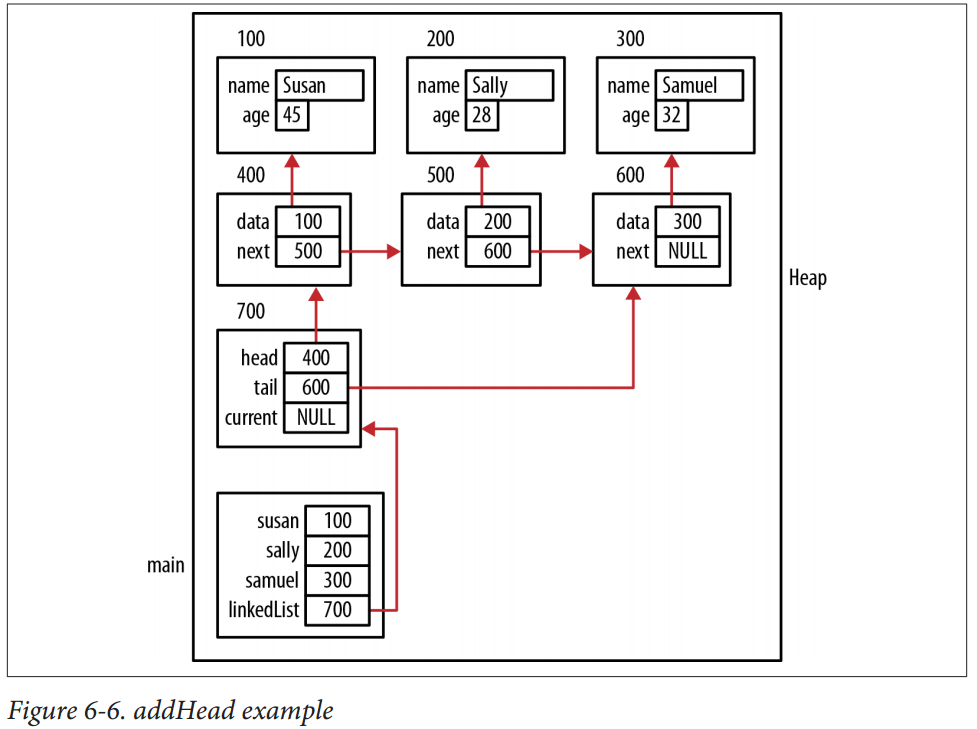 100 200 300
name Susan name Sally name Samuel
age 45 age 28 age 32
400 500 600
data 100 data 200 data 300
next 500 next 600 next NULL
Heap
700
head 400
tail 600
current NULL
susan 100
sally 200
main
samuel 300
linkedList 700
Figure 6-6. addHead example